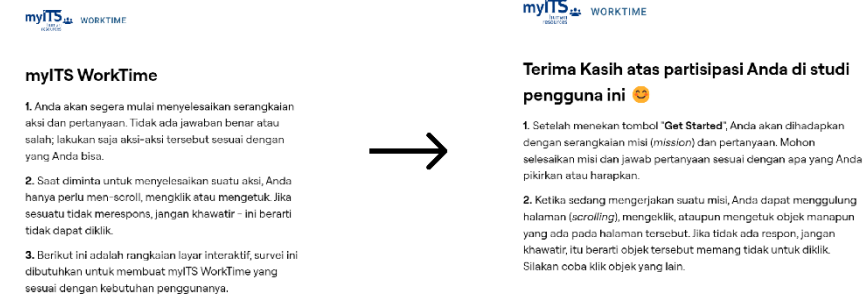 myITS WORKTIME
human
resources
myITS WorkTime
1. Anda akan segera mulai menyelesaikan serangkaian
aksi dan pertanyaan. Tidak ada jawaban benar atau
salah; lakukan saja aksi-aksi tersebut sesuai dengan
yang Anda bisa.
2. Saat diminta untuk menyelesaikan suatu aksi, Anda
hanya perlu men-scroll, mengklik atau mengetuk. Jika
sesuatu tidak merespons, jangan khawatir - ini berarti
tidak dapat diklik.
3. Berikut ini adalah rangkaian layar interaktif, survei ini
dibutuhkan untuk membuat myITS WorkTime yang
sesuai dengan kebutuhan penggunanya.
myITS WORKTIME
human
resources
Terima Kasih atas partisipasi Anda di studi
pengguna ini 😊
1. Setelah menekan tombol "Get Started", Anda akan dihadapkan
dengan serangkaian misi (mission) dan pertanyaan. Mohon
selesaikan misi dan jawab pertanyaan sesuai dengan apa yang Anda
pikirkan atau harapkan.
2. Ketika sedang mengerjakan suatu misi, Anda dapat menggulung
halaman (scrolling), mengeklik, ataupun mengetuk objek manapun
yang ada pada halaman tersebut. Jika tidak ada respon, jangan
khawatir, itu berarti objek tersebut memang tidak untuk diklik.
Silakan coba klik objek yang lain.